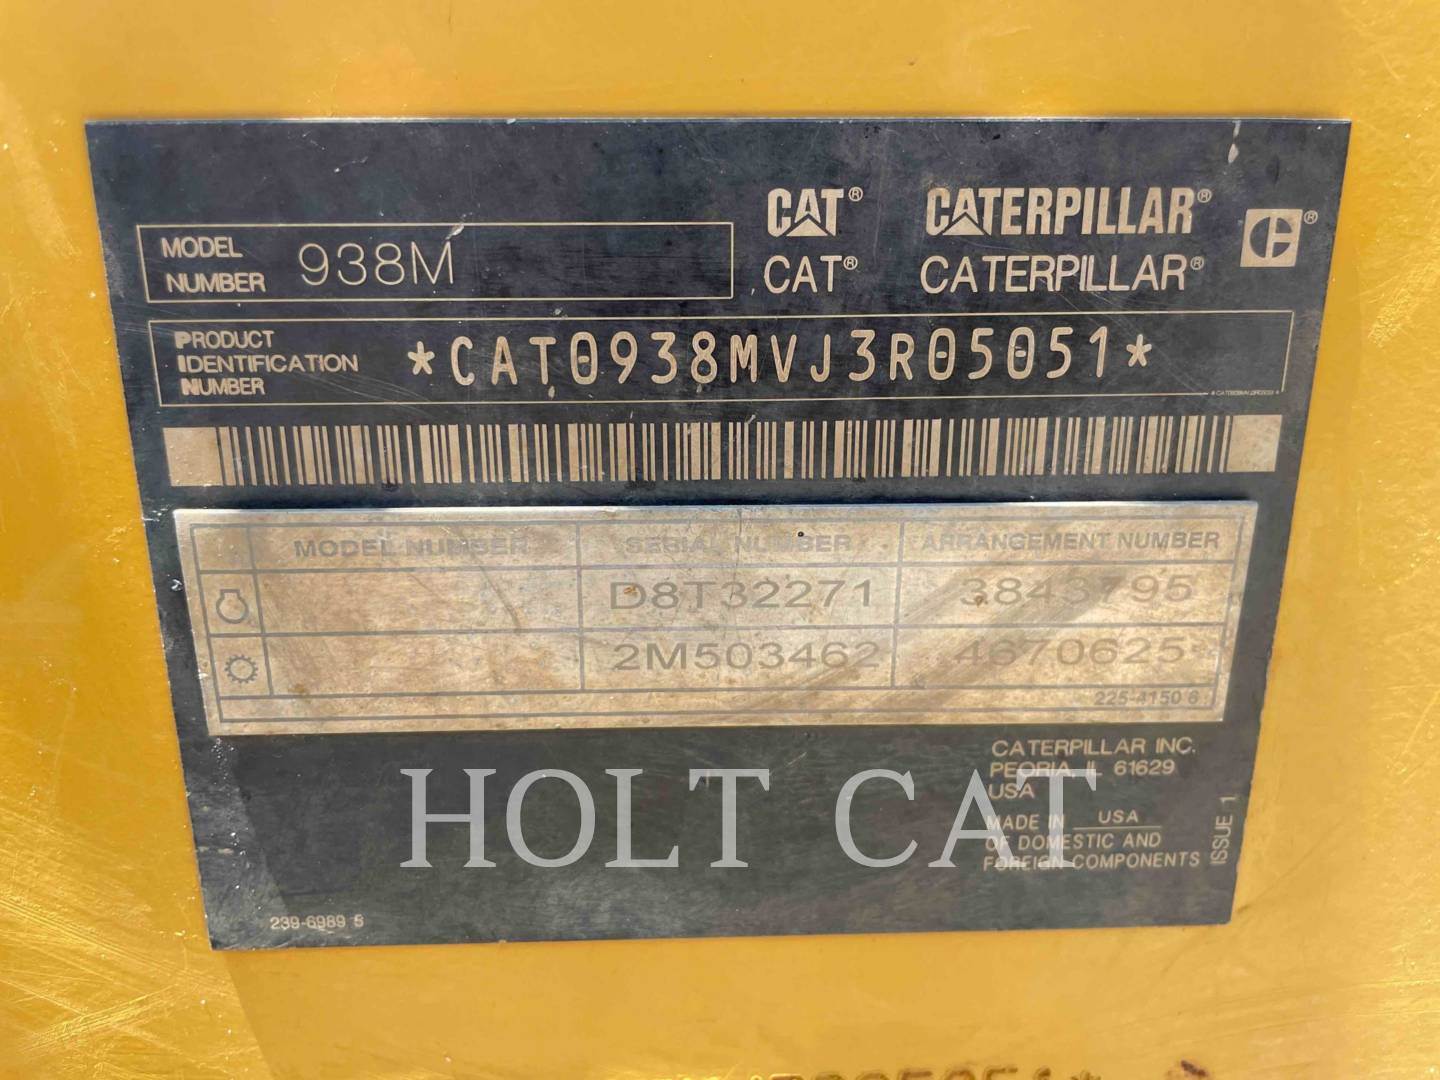 CAT® CATERPILLAR®
MODEL NUMBER 938M
CAT® CATERPILLAR®
PRODUCT IDENTIFICATION NUMBER *CAT0938MVJ3R05051*
MODEL NUMBER SERIAL NUMBER ARRANGEMENT NUMBER
D8T32271 3843795
2M503462 4670625
225-4150 6
CATERPILLAR INC.
PEORIA, IL 61629
USA
MADE IN USA
OF DOMESTIC AND
FOREIGN COMPONENTS
ISSUE 1
HOLT CAT
239-6989 8